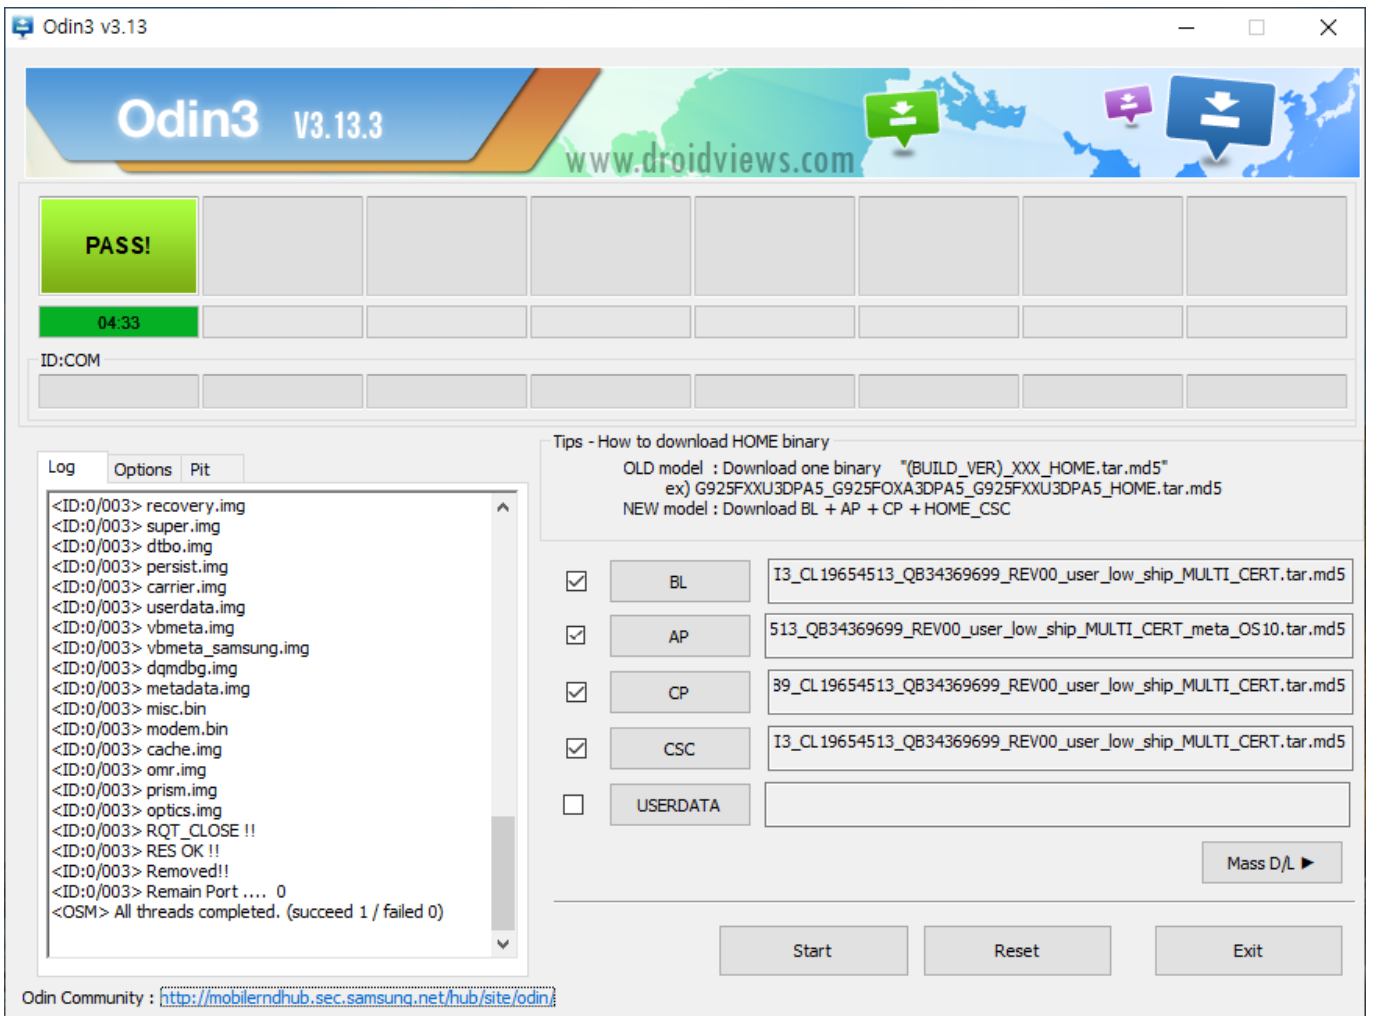 Odin3 v3.13
Odin3 V3.13.3
www.droidviews.com
PASS!
04:33
ID:COM
Log
Options
Pit
<ID:0/003> recovery.img
<ID:0/003> super.img
<ID:0/003> dtbo.img
<ID:0/003> persist.img
<ID:0/003> carrier.img
<ID:0/003> userdata.img
<ID:0/003> vbmeta.img
<ID:0/003> vbmeta_samsung.img
<ID:0/003> dqmdbg.img
<ID:0/003> metadata.img
<ID:0/003> misc.bin
<ID:0/003> modem.bin
<ID:0/003> cache.img
<ID:0/003> omr.img
<ID:0/003> prism.img
<ID:0/003> optics.img
<ID:0/003> RQT_CLOSE !!
<ID:0/003> RES OK !!
<ID:0/003> Removed!!
<ID:0/003> Remain Port .... 0
<OSM> All threads completed. (succeed 1 / failed 0)
Tips - How to download HOME binary
OLD model : Download one binary "(BUILD_VER)_XXX_HOME.tar.md5"
ex) G925FXXU3DPA5_G925FOXA3DPA5_G925FXXU3DPA5_HOME.tar.md5
NEW model : Download BL + AP + CP + HOME_CSC
BL I3_CL19654513_QB34369699_REV00_user_low_ship_MULTI_CERT.tar.md5
AP 513_QB34369699_REV00_user_low_ship_MULTI_CERT_meta_OS10.tar.md5
CP B9_CL19654513_QB34369699_REV00_user_low_ship_MULTI_CERT.tar.md5
CSC I3_CL19654513_QB34369699_REV00_user_low_ship_MULTI_CERT.tar.md5
USERDATA
Mass D/L ►
Start
Reset
Exit
Odin Community : http://mobilerndhub.sec.samsung.net/hub/site/odin/